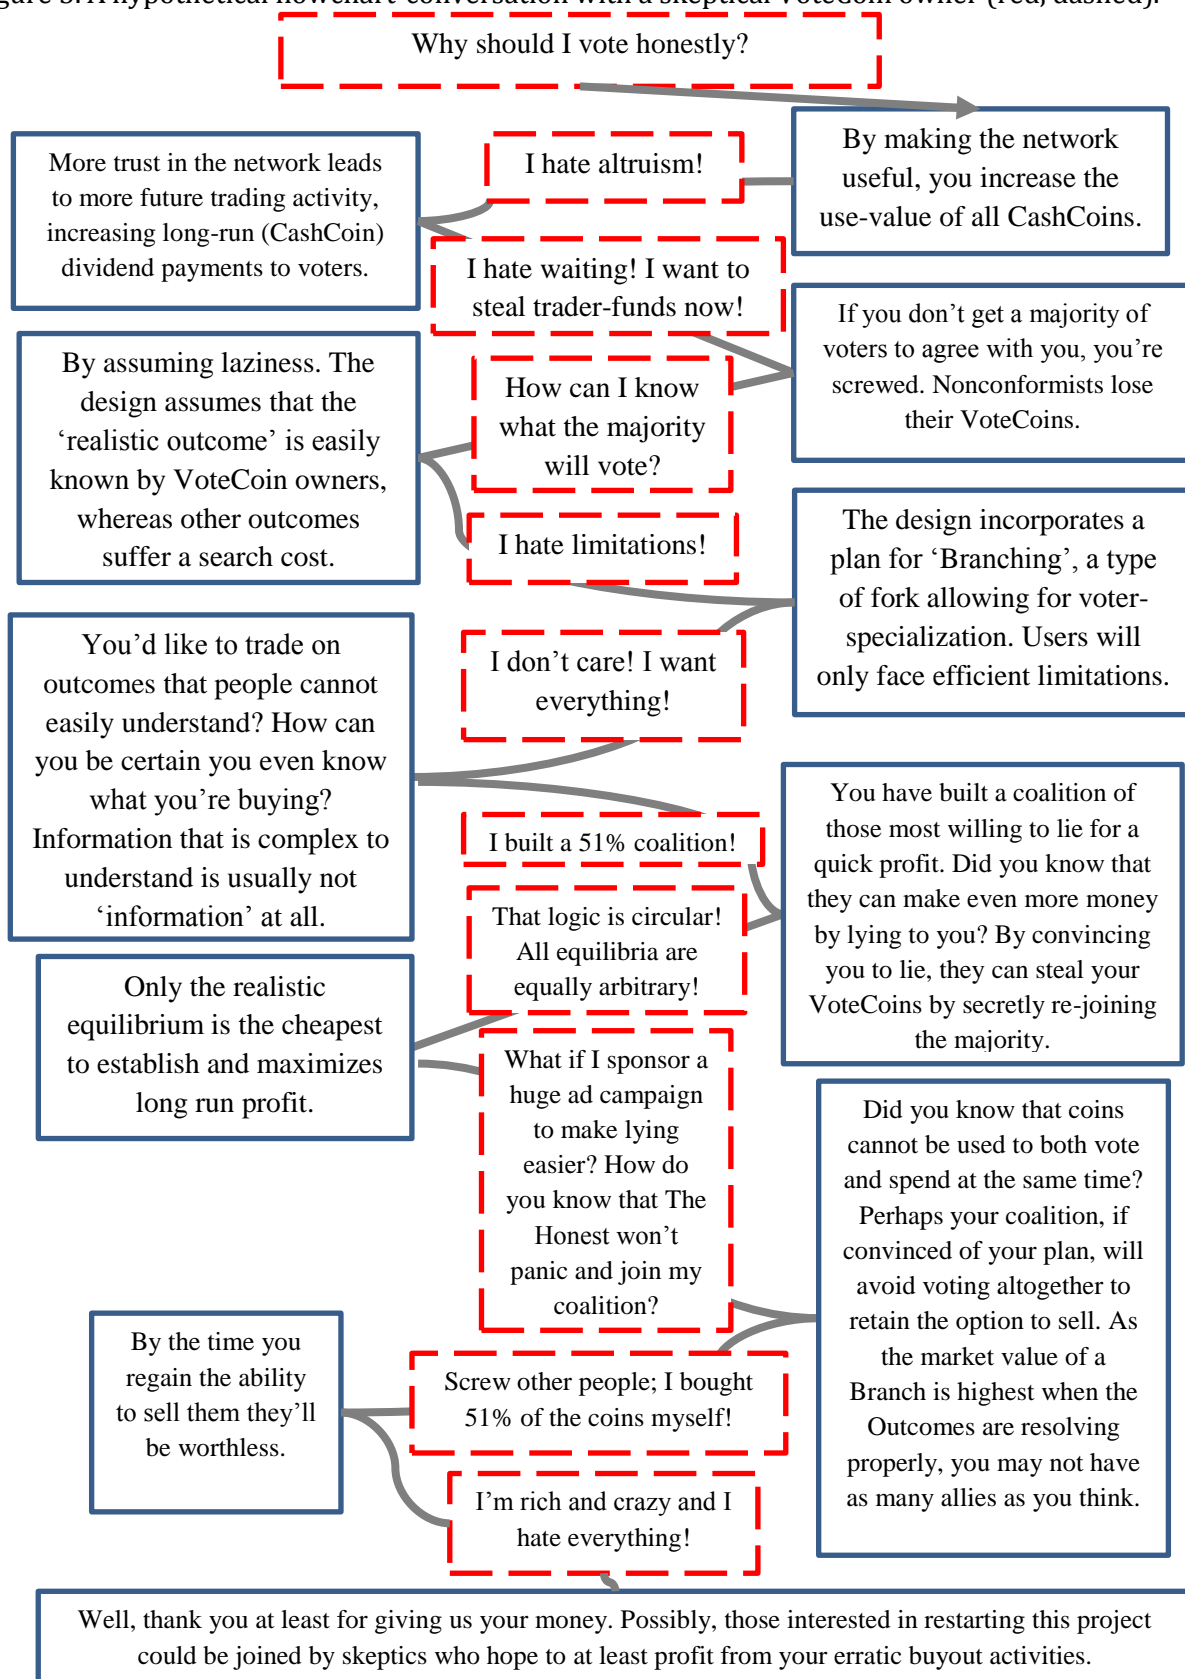 Figure 3. A hypothetical flowchart-conversation with a skeptical VoteCoin owner (red, dashed).
Why should I vote honestly?
By making the network
useful, you increase the
use-value of all CashCoins.
I hate altruism!
More trust in the network leads
to more future trading activity,
increasing long-run (CashCoin)
dividend payments to voters.
I hate waiting! I want to
steal trader-funds now!
If you don’t get a majority of
voters to agree with you, you’re
screwed. Nonconformists lose
their VoteCoins.
How can I know
what the majority
will vote?
By assuming laziness. The
design assumes that the
‘realistic outcome’ is easily
known by VoteCoin owners,
whereas other outcomes
suffer a search cost.
I hate limitations!
The design incorporates a
plan for ‘Branching’, a type
of fork allowing for voter-
specialization. Users will
only face efficient limitations.
I don’t care! I want
everything!
You’d like to trade on
outcomes that people cannot
easily understand? How can
you be certain you even know
what you’re buying?
Information that is complex to
understand is usually not
‘information’ at all.
I built a 51% coalition!
You have built a coalition of
those most willing to lie for a
quick profit. Did you know that
they can make even more money
by lying to you? By convincing
you to lie, they can steal your
VoteCoins by secretly re-joining
the majority.
That logic is circular!
All equilibria are
equally arbitrary!
Only the realistic
equilibrium is the cheapest
to establish and maximizes
long run profit.
What if I sponsor a
huge ad campaign
to make lying
easier? How do
you know that The
Honest won’t
panic and join my
coalition?
Did you know that coins
cannot be used to both vote
and spend at the same time?
Perhaps your coalition, if
convinced of your plan, will
avoid voting altogether to
retain the option to sell. As
the market value of a
Branch is highest when the
Outcomes are resolving
properly, you may not have
as many allies as you think.
Screw other people; I bought
51% of the coins myself!
By the time you
regain the ability
to sell them they’ll
be worthless.
I’m rich and crazy and I
hate everything!
Well, thank you at least for giving us your money. Possibly, those interested in restarting this project
could be joined by skeptics who hope to at least profit from your erratic buyout activities.